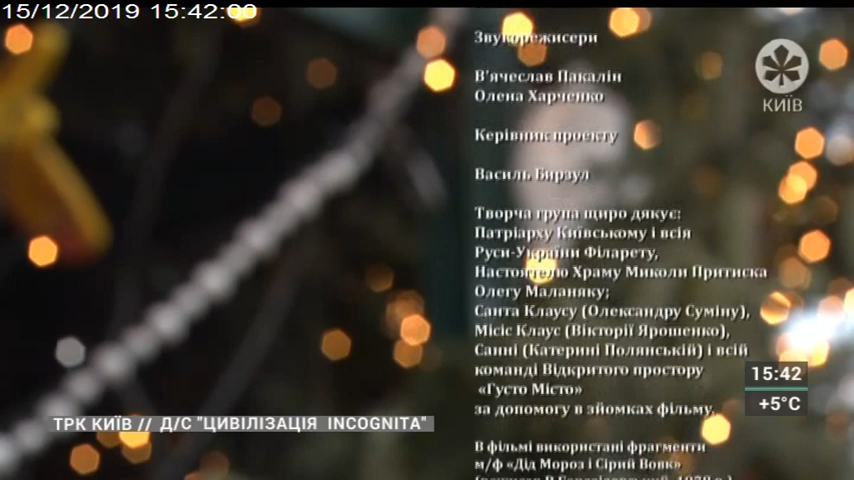 15/12/2019 15:42:00
Звукорежисери
В'ячеслав Пакалін
Олена Харченко
Керівник проекту
Василь Бирзул
Творча група щиро дякує:
Патріарху Київському і всія
Руси-України Філарету,
Настоятелю Храму Миколи Притиска
Олегу Маланяку;
Санта Клаусу (Олександру Суміну),
Місіс Клаус (Вікторії Ярошенко),
Санні (Катерині Полянській) і всій
команді Відкритого простору
«Густо Місто»
за допомогу в зйомках фільму.
В фільмі використані фрагменти
м/ф «Дід Мороз і Сірий Вовк»
КИЇВ
15:42
+5°C
ТРК КИЇВ // Д/С "ЦИВІЛІЗАЦІЯ INCOGNITA"